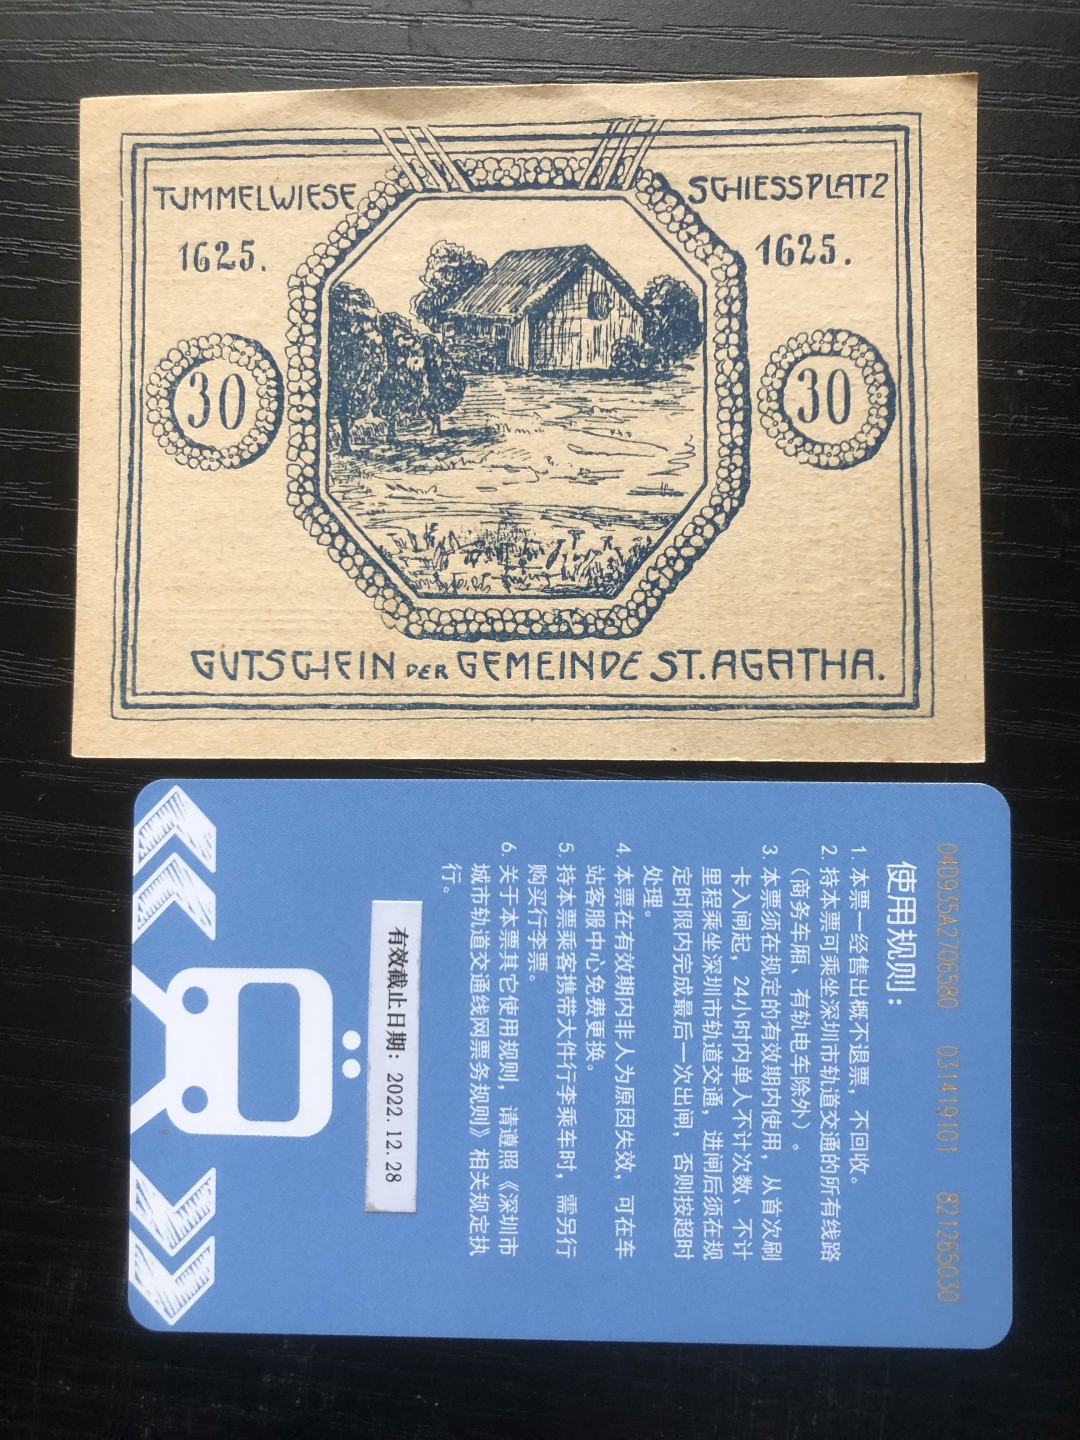 TUMMELWIESE
1625.
SCHIESSPLATZ
1625.
30
30
GUTSCHEIN DER GEMEINDE ST. AGATHA.
04D935A2706580 031419101 821265030
使用规则：
1. 本票一经售出概不退票，不回收。
2. 持本票可乘坐深圳市轨道交通的所有线路
（商务车厢、有轨电车除外）。
3. 本票须在规定的有效期内使用，从首次刷
卡入闸起，24小时内单人不计次数、不计
里程乘坐深圳市轨道交通，进闸后须在规
定时限内完成最后一次出闸，否则按超时
处理。
4. 本票在有效期内非人为原因失效，可在车
站客服中心免费更换。
5. 持本票乘客携带大件行李乘车时，需另行
购买行李票。
6. 关于本票其它使用规则，请遵照《深圳市
城市轨道交通线网票务规则》相关规定执
行。
有效截止日期：2022.12.28